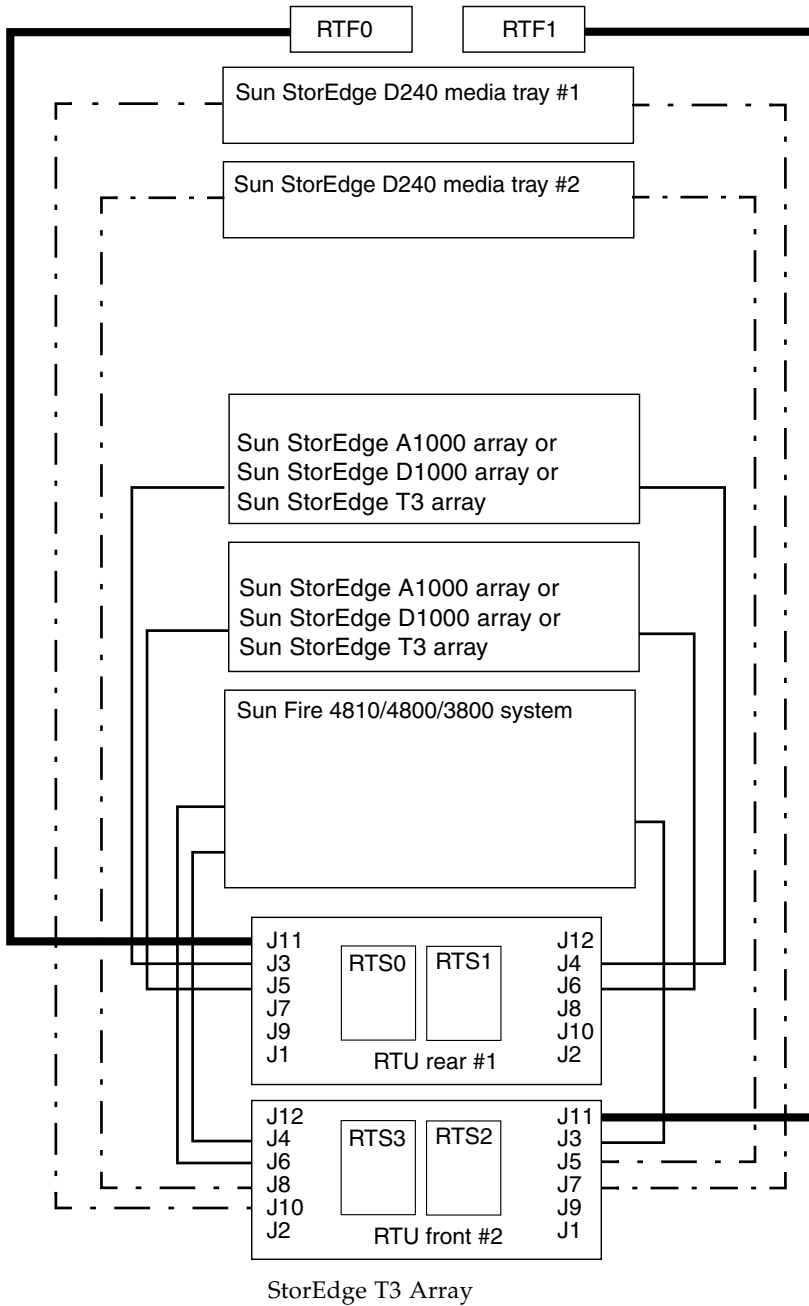 RTF0 RTF1
Sun StorEdge D240 media tray #1
Sun StorEdge D240 media tray #2
Sun StorEdge A1000 array or
Sun StorEdge D1000 array or
Sun StorEdge T3 array
Sun StorEdge A1000 array or
Sun StorEdge D1000 array or
Sun StorEdge T3 array
Sun Fire 4810/4800/3800 system
J11 J12
J3 RTS0 RTS1 J4
J5 J6
J7 J8
J9 J10
J1 J2
RTU rear #1
J12 J11
J4 RTS3 RTS2 J3
J6 J5
J8 J7
J10 J9
J2 J1
RTU front #2
StorEdge T3 Array